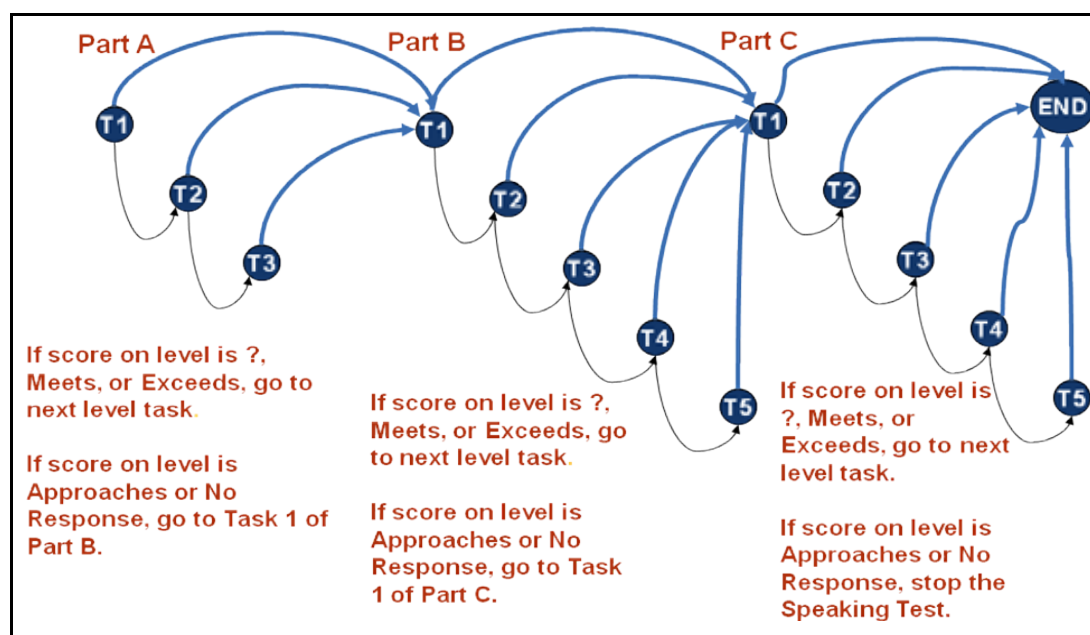 Part A
Part B
Part C
T1
T2
T3
T1
T2
T3
T4
T5
T1
T2
T3
T4
T5
END
If score on level is ?,
Meets, or Exceeds, go to
next level task.
If score on level is
Approaches or No
Response, go to Task 1 of
Part B.
If score on level is ?,
Meets, or Exceeds, go
to next level task.
If score on level is
Approaches or No
Response, go to Task
1 of Part C.
If score on level is
?, Meets, or
Exceeds, go to next
level task.
If score on level is
Approaches or No
Response, stop the
Speaking Test.